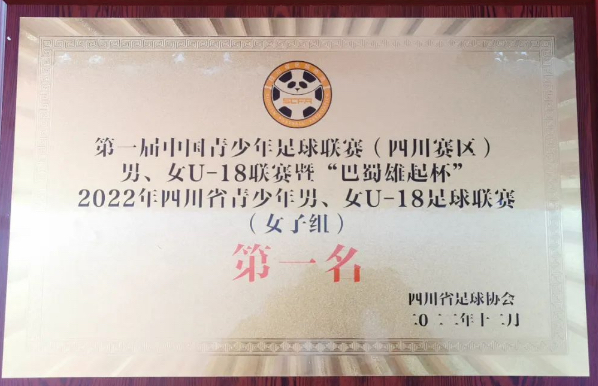 SCFA
第一届中国青少年足球联赛（四川赛区）
男、女U-18联赛暨“巴蜀雄起杯”
2022年四川省青少年男、女U-18足球联赛
（女子组）
第一名
四川省足球协会
二〇二二年十二月